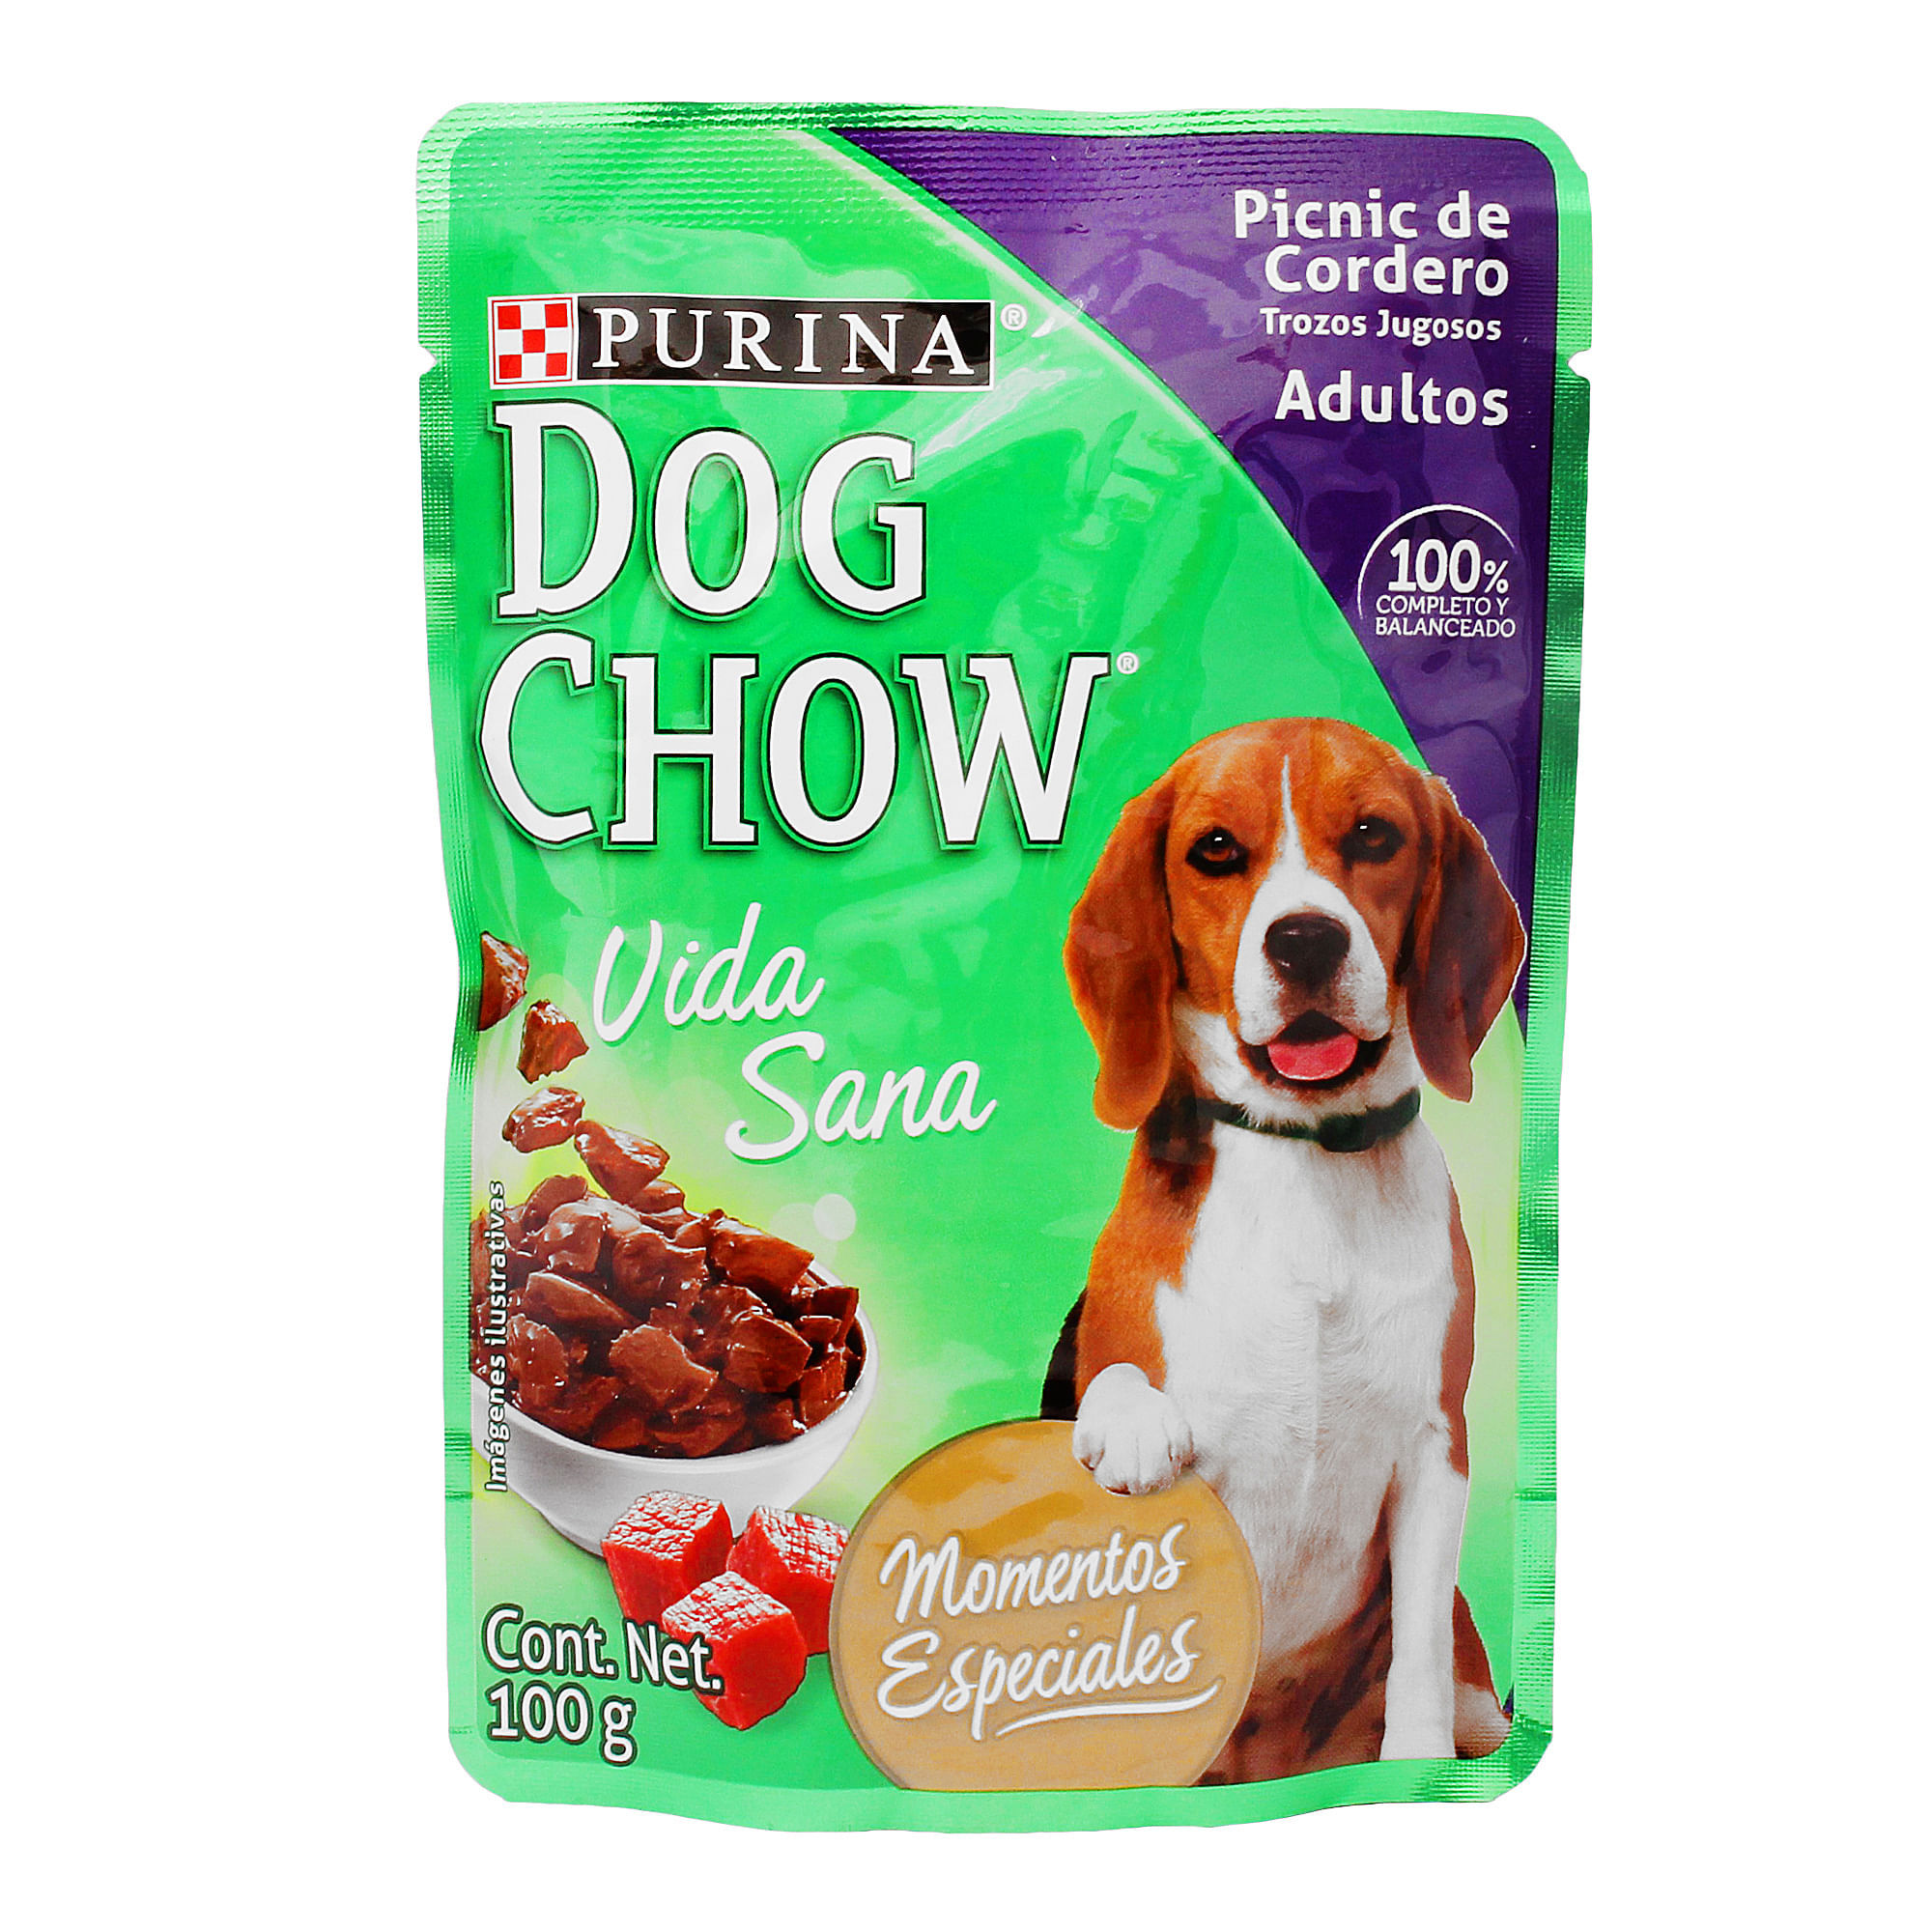 Picnic de
Cordero
Trozos Jugosos
Adultos
PURINA®
DOG
CHOW®
100%
COMPLETO Y
BALANCEADO
Vida
Sana
Imágenes ilustrativas
Momentos
Especiales
Cont. Net.
100 g